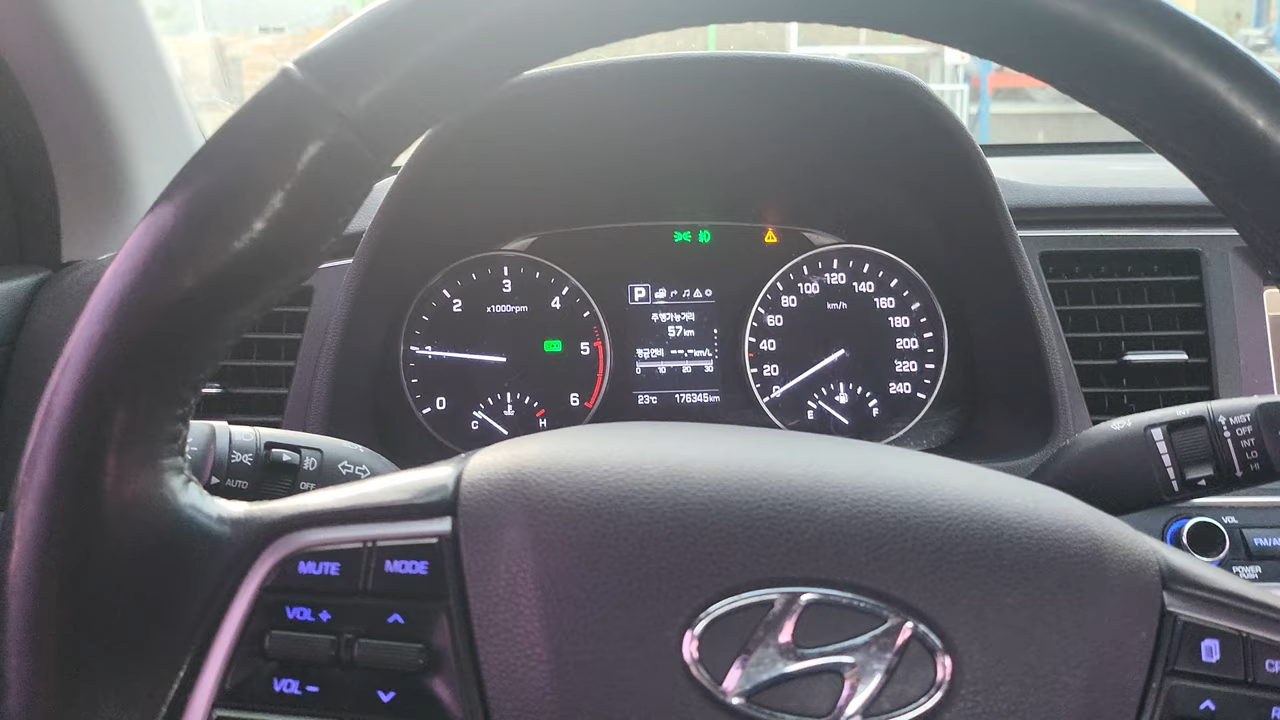 3
2
4
x1000rpm
1
5
0
6
C
H
P
주행가능거리
57 km
평균연비 --.- km/L
0 10 20 30
23℃ 176345 km
0
20
40
60
80
100
120
140
160
180
200
220
240
km/h
E
F
AUTO
OFF
INT
MIST
OFF
INT
LO
HI
VOL
FM/A
POWER
PUSH
MUTE
MODE
VOL +
VOL -